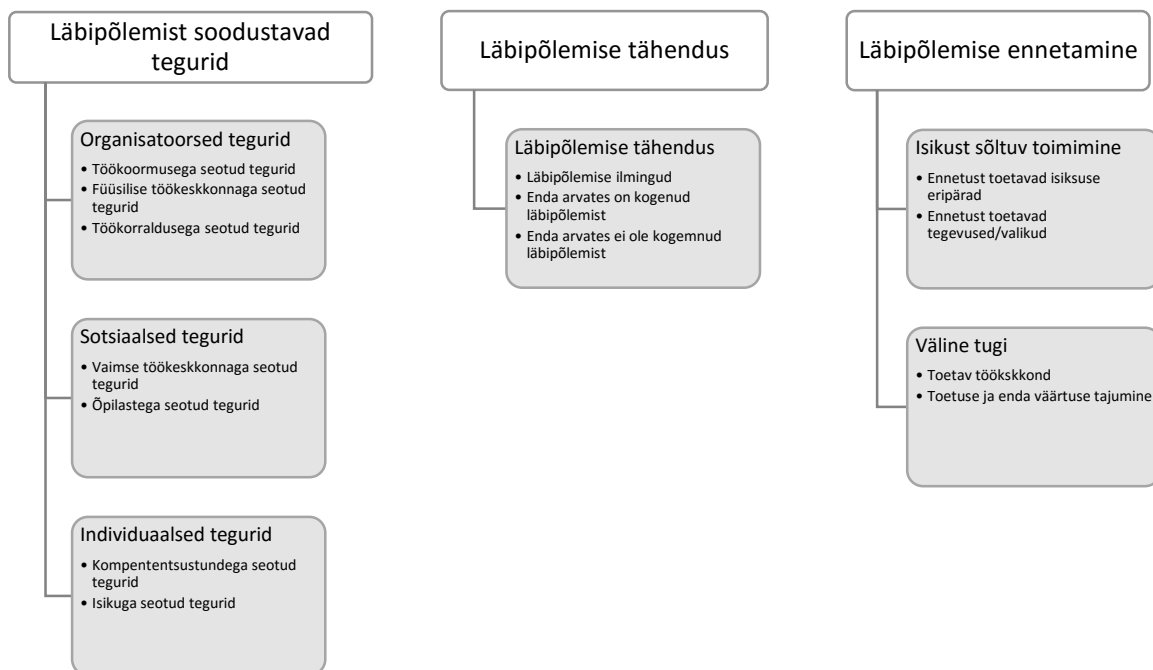 Läbipõlemist soodustavad
tegurid
Organisatoorsed tegurid
• Töökoormusega seotud tegurid
• Füüsilise töökeskkonnaga seotud
tegurid
• Töökorraldusega seotud tegurid
Sotsiaalsed tegurid
• Vaimse töökeskkonnaga seotud
tegurid
• Õpilastega seotud tegurid
Individuaalsed tegurid
• Kompententsustundega seotud
tegurid
• Isikuga seotud tegurid
Läbipõlemise tähendus
Läbipõlemise tähendus
• Läbipõlemise ilmingud
• Enda arvates on kogenud
läbipõlemist
• Enda arvates ei ole kogemnud
läbipõlemist
Läbipõlemise ennetamine
Isikust sõltuv toimimine
• Ennetust toetavad isiksuse
eripärad
• Ennetust toetavad
tegevused/valikud
Väline tugi
• Toetav töökskkond
• Toetuse ja enda väärtuse tajumine